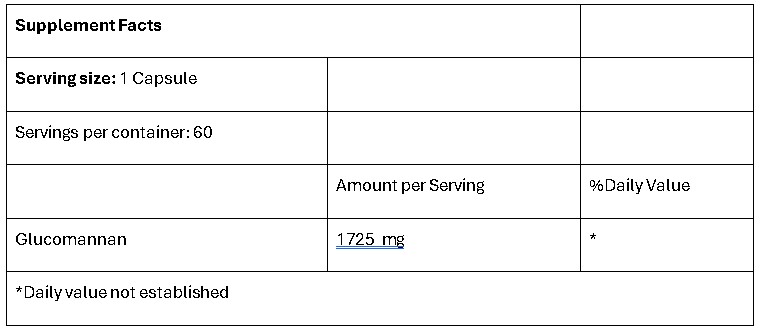 Supplement Facts
Serving size: 1 Capsule
Servings per container: 60
Amount per Serving %Daily Value
Glucomannan 1725 mg *
*Daily value not established